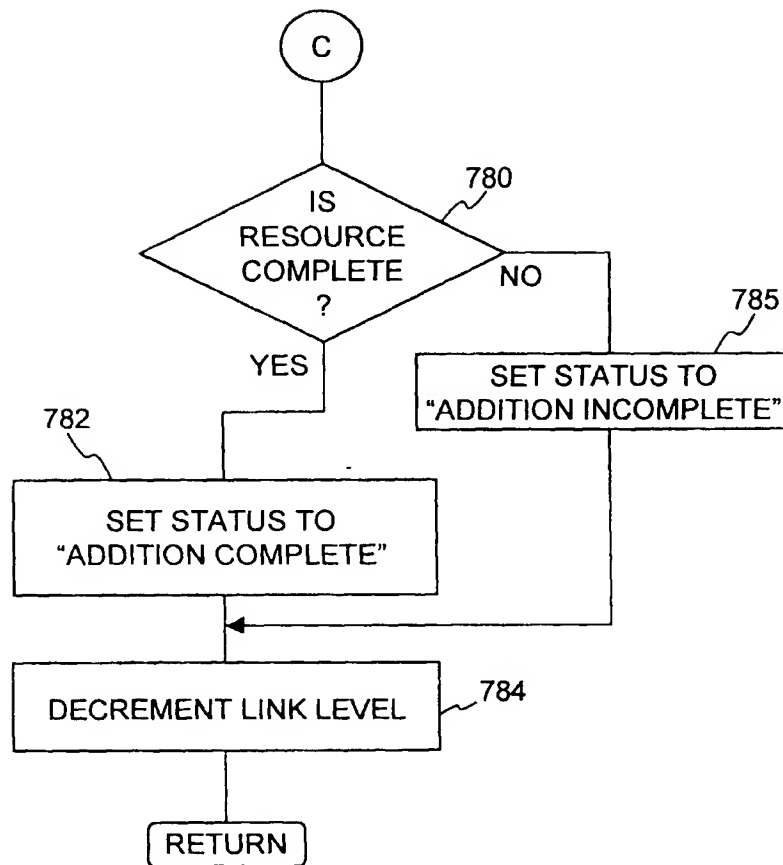 C
780
IS
RESOURCE
COMPLETE
?
NO
YES
785
SET STATUS TO
“ADDITION INCOMPLETE”
782
SET STATUS TO
“ADDITION COMPLETE”
DECREMENT LINK LEVEL
784
RETURN